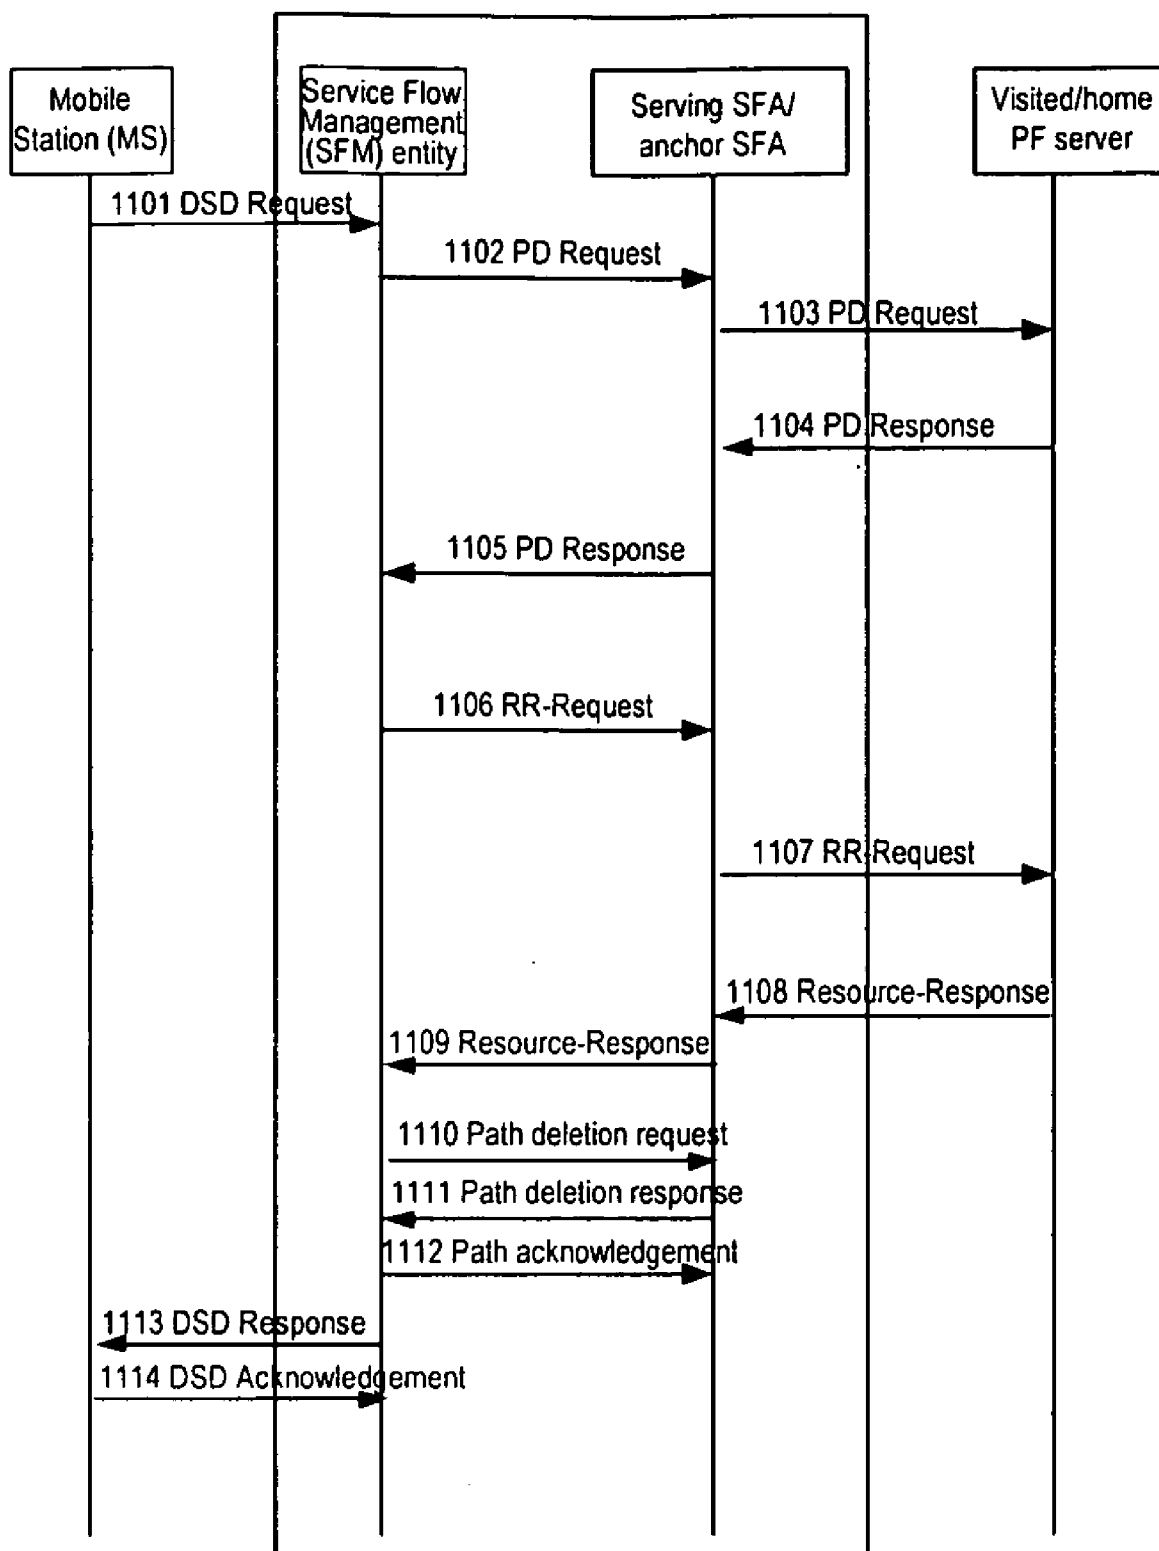 Mobile
Station (MS)
Service Flow
Management
(SFM) entity
Serving SFA/
anchor SFA
Visited/home
PF server
1101 DSD Request
1102 PD Request
1103 PD Request
1104 PD Response
1105 PD Response
1106 RR-Request
1107 RR-Request
1108 Resource-Response
1109 Resource-Response
1110 Path deletion request
1111 Path deletion response
1112 Path acknowledgement
1113 DSD Response
1114 DSD Acknowledgement